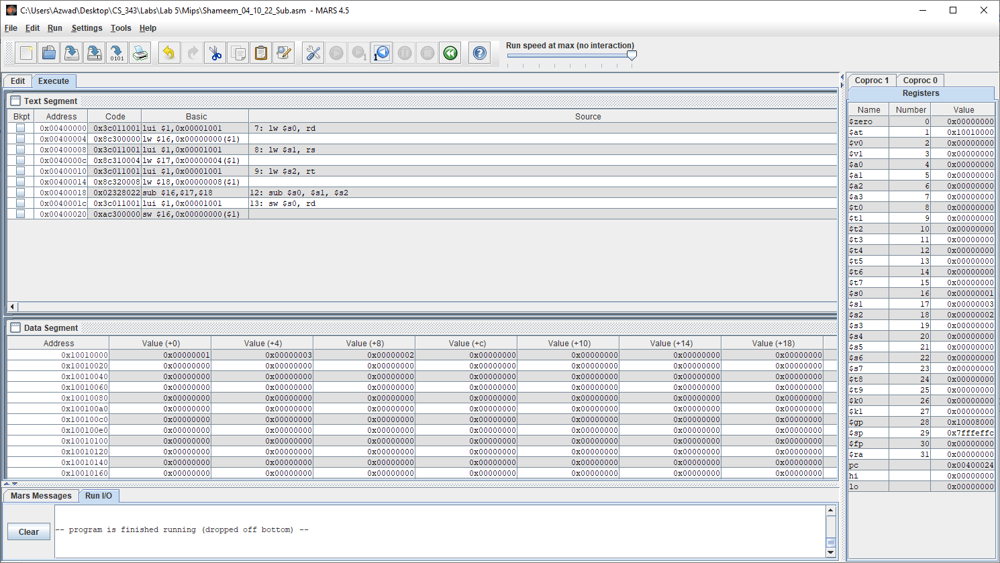 C:\Users\Azwad\Desktop\CS_343\Labs\Lab 5\Mips\Shameem_04_10_22_Sub.asm - MARS 4.5
File Edit Run Settings Tools Help
Run speed at max (no interaction)
Edit Execute
Text Segment
Bkpt Address Code Basic Source
0x00400000 0x3c011001 lui $1,0x00001001 7: lw $s0, rd
0x00400004 0x8c300000 lw $16,0x00000000($1)
0x00400008 0x3c011001 lui $1,0x00001001 8: lw $s1, rs
0x0040000c 0x8c310004 lw $17,0x00000004($1)
0x00400010 0x3c011001 lui $1,0x00001001 9: lw $s2, rt
0x00400014 0x8c320008 lw $18,0x00000008($1)
0x00400018 0x02328022 sub $16,$17,$18 12: sub $s0, $s1, $s2
0x0040001c 0x3c011001 lui $1,0x00001001 13: sw $s0, rd
0x00400020 0xac300000 sw $16,0x00000000($1)
Data Segment
Address Value (+0) Value (+4) Value (+8) Value (+c) Value (+10) Value (+14) Value (+18)
0x10010000 0x00000001 0x00000003 0x00000002 0x00000000 0x00000000 0x00000000 0x00000000
0x10010020 0x00000000 0x00000000 0x00000000 0x00000000 0x00000000 0x00000000 0x00000000
0x10010040 0x00000000 0x00000000 0x00000000 0x00000000 0x00000000 0x00000000 0x00000000
0x10010060 0x00000000 0x00000000 0x00000000 0x00000000 0x00000000 0x00000000 0x00000000
0x10010080 0x00000000 0x00000000 0x00000000 0x00000000 0x00000000 0x00000000 0x00000000
0x100100a0 0x00000000 0x00000000 0x00000000 0x00000000 0x00000000 0x00000000 0x00000000
0x100100c0 0x00000000 0x00000000 0x00000000 0x00000000 0x00000000 0x00000000 0x00000000
0x100100e0 0x00000000 0x00000000 0x00000000 0x00000000 0x00000000 0x00000000 0x00000000
0x10010100 0x00000000 0x00000000 0x00000000 0x00000000 0x00000000 0x00000000 0x00000000
0x10010120 0x00000000 0x00000000 0x00000000 0x00000000 0x00000000 0x00000000 0x00000000
0x10010140 0x00000000 0x00000000 0x00000000 0x00000000 0x00000000 0x00000000 0x00000000
0x10010160 0x00000000 0x00000000 0x00000000 0x00000000 0x00000000 0x00000000 0x00000000
Mars Messages Run I/O
Clear
-- program is finished running (dropped off bottom) --
Coproc 1 Coproc 0
Registers
Name Number Value
$zero 0 0x00000000
$at 1 0x10010000
$v0 2 0x00000000
$v1 3 0x00000000
$a0 4 0x00000000
$a1 5 0x00000000
$a2 6 0x00000000
$a3 7 0x00000000
$t0 8 0x00000000
$t1 9 0x00000000
$t2 10 0x00000000
$t3 11 0x00000000
$t4 12 0x00000000
$t5 13 0x00000000
$t6 14 0x00000000
$t7 15 0x00000000
$s0 16 0x00000001
$s1 17 0x00000003
$s2 18 0x00000002
$s3 19 0x00000000
$s4 20 0x00000000
$s5 21 0x00000000
$s6 22 0x00000000
$s7 23 0x00000000
$t8 24 0x00000000
$t9 25 0x00000000
$k0 26 0x00000000
$k1 27 0x00000000
$gp 28 0x10008000
$sp 29 0x7fffeffc
$fp 30 0x00000000
$ra 31 0x00000000
pc 0x00400024
hi 0x00000000
lo 0x00000000